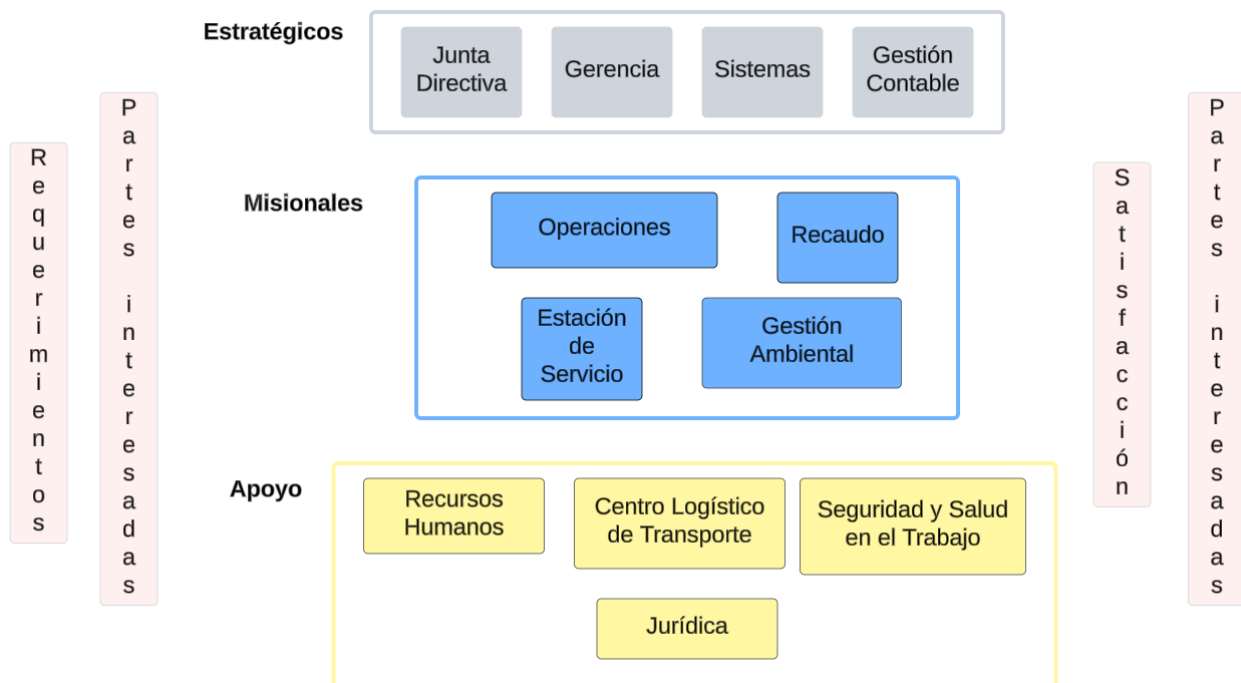 Estratégicos
Junta
Directiva
Gerencia
Sistemas
Gestión
Contable
Requerimientos
Partes interesadas
Misionales
Operaciones
Recaudo
Estación
de
Servicio
Gestión
Ambiental
Apoyo
Recursos
Humanos
Centro Logístico
de Transporte
Seguridad y Salud
en el Trabajo
Jurídica
Satisfacción
Partes interesadas